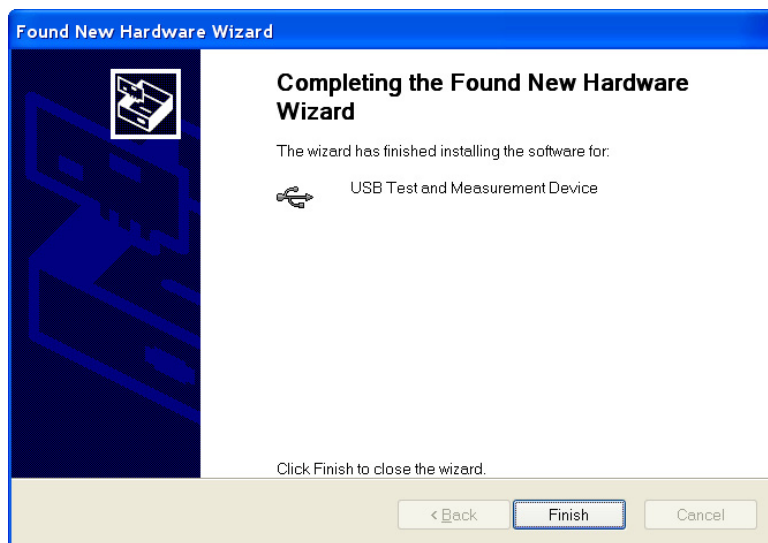 Found New Hardware Wizard
Completing the Found New Hardware
Wizard
The wizard has finished installing the software for:
USB Test and Measurement Device
Click Finish to close the wizard.
< Back Finish Cancel